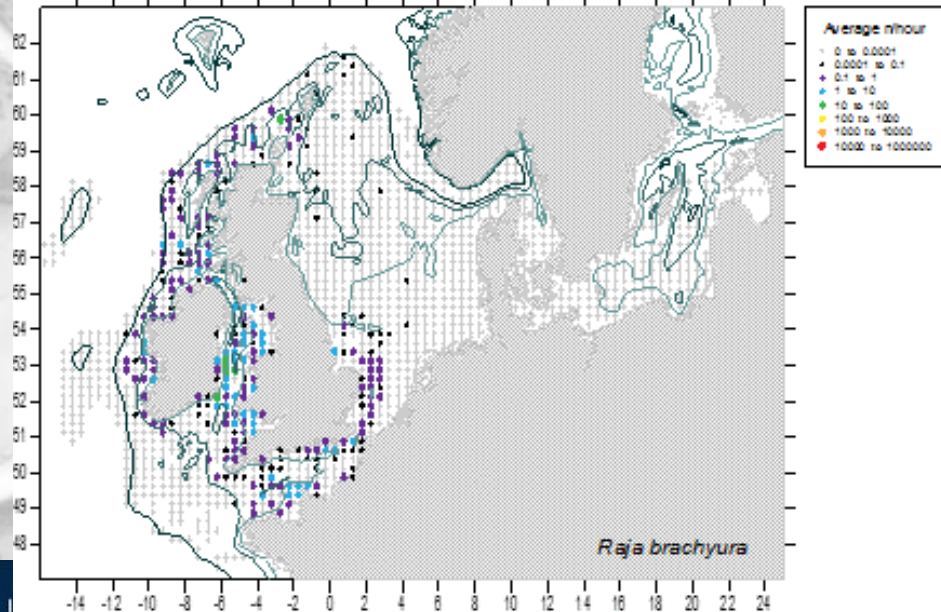 Average n/hour
0 to 0.0001
0.0001 to 0.1
0.1 to 1
1 to 10
10 to 100
100 to 1000
1000 to 10000
10000 to 1000000
62
61
60
59
58
57
56
55
54
53
52
51
50
49
48
Raja brachyura
-14 -12 -10 -8 -6 -4 -2 0 2 4 6 8 10 12 14 16 18 20 22 24